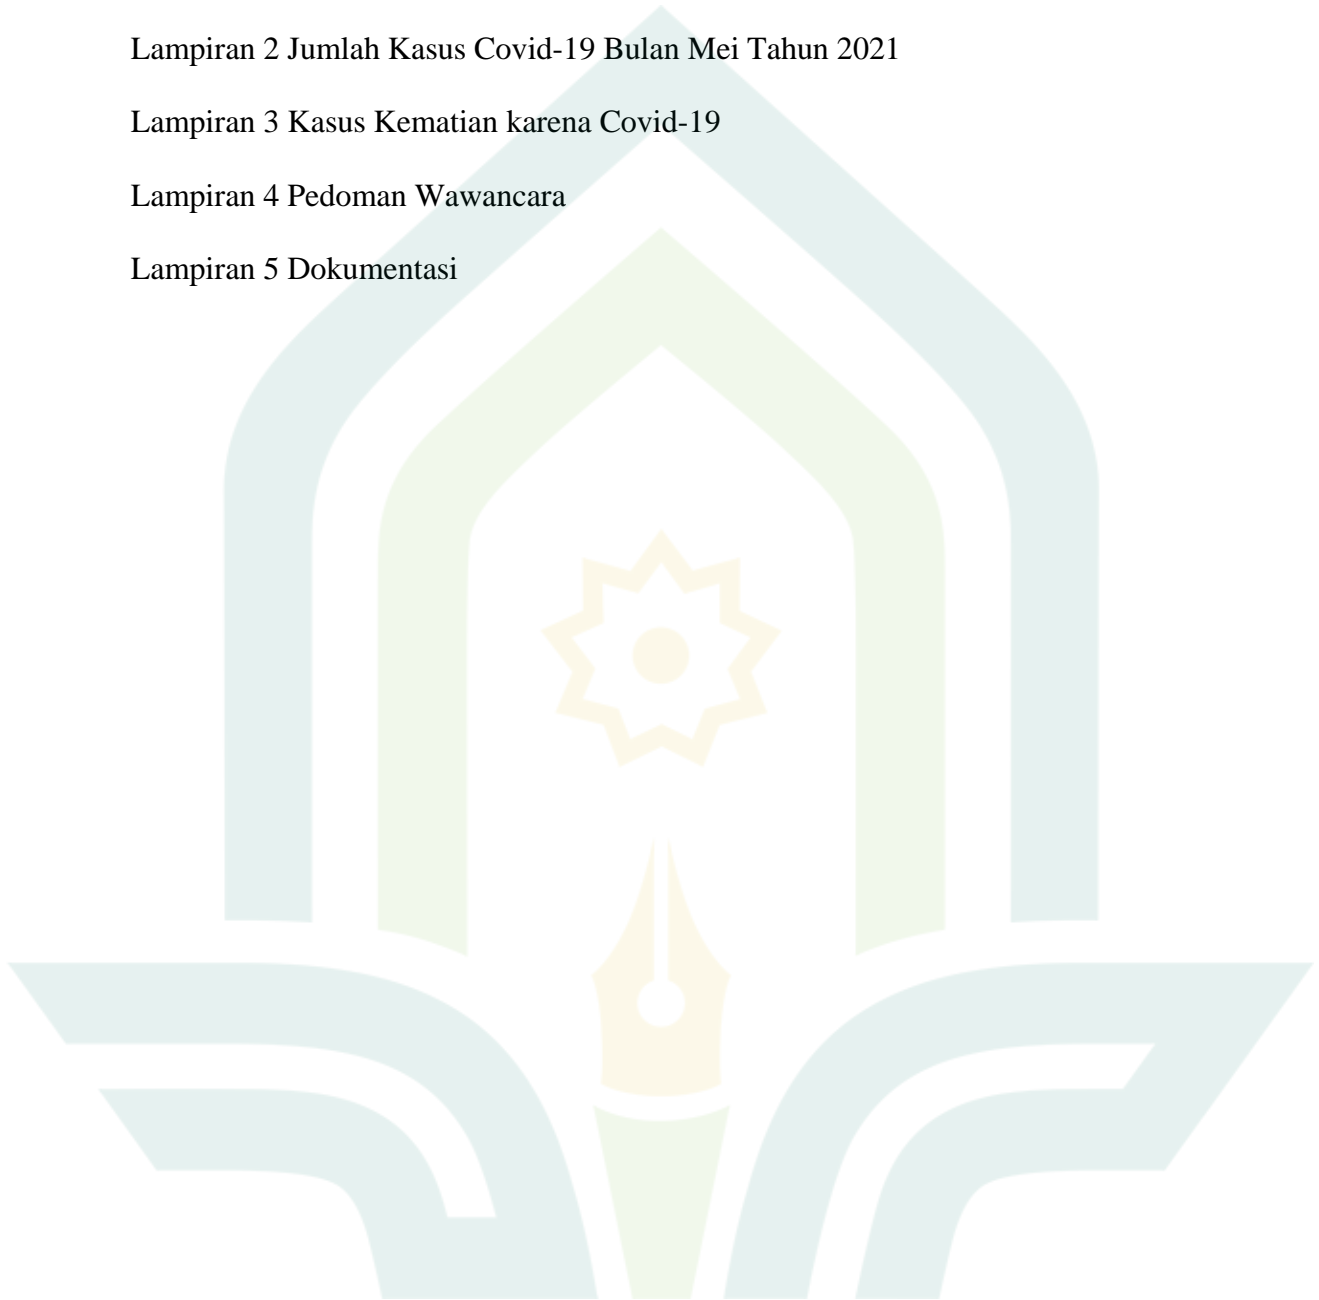 Lampiran 2 Jumlah Kasus Covid-19 Bulan Mei Tahun 2021
Lampiran 3 Kasus Kematian karena Covid-19
Lampiran 4 Pedoman Wawancara
Lampiran 5 Dokumentasi